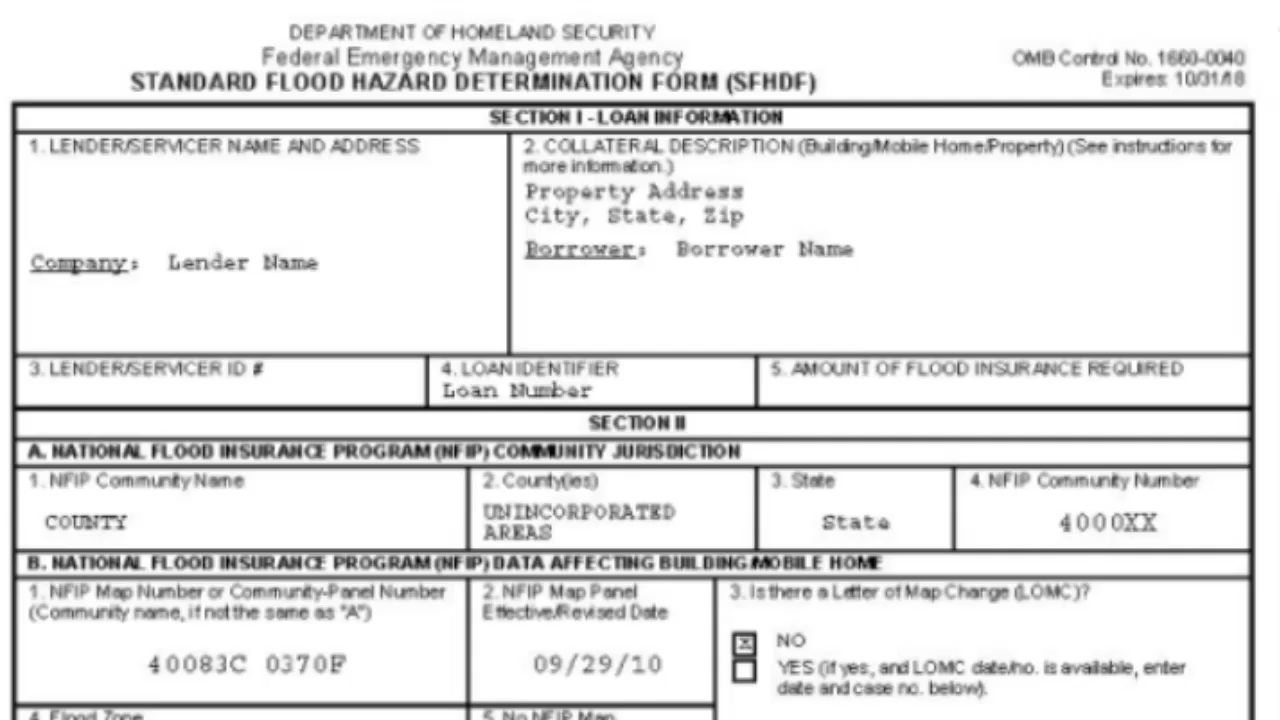 DEPARTMENT OF HOMELAND SECURITY
Federal Emergency Management Agency
STANDARD FLOOD HAZARD DETERMINATION FORM (SFHDF)
OMB Control No. 1660-0040
Expires: 10/31/18
SECTION I - LOAN INFORMATION
1. LENDER/SERVICER NAME AND ADDRESS
Company: Lender Name
2. COLLATERAL DESCRIPTION (Building/Mobile Home/Property) (See instructions for
more information.)
Property Address
City, State, Zip
Borrower: Borrower Name
3. LENDER/SERVICER ID #
4. LOAN IDENTIFIER
Loan Number
5. AMOUNT OF FLOOD INSURANCE REQUIRED
SECTION II
A. NATIONAL FLOOD INSURANCE PROGRAM (NFIP) COMMUNITY JURISDICTION
1. NFIP Community Name
COUNTY
2. County(ies)
UNINCORPORATED
AREAS
3. State
State
4. NFIP Community Number
4000XX
B. NATIONAL FLOOD INSURANCE PROGRAM (NFIP) DATA AFFECTING BUILDING/MOBILE HOME
1. NFIP Map Number or Community-Panel Number
(Community name, if not the same as "A")
40083C 0370F
2. NFIP Map Panel
Effective/Revised Date
09/29/10
3. Is there a Letter of Map Change (LOMC)?
NO
YES (if yes, and LOMC date/no. is available, enter
date and case no. below).
4. Flood Zone
5. No NFIP Map